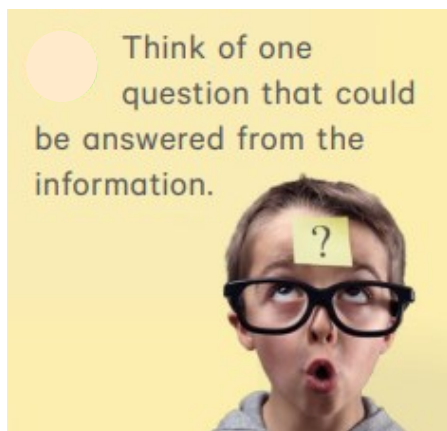 Think of one
question that could
be answered from the
information.
?